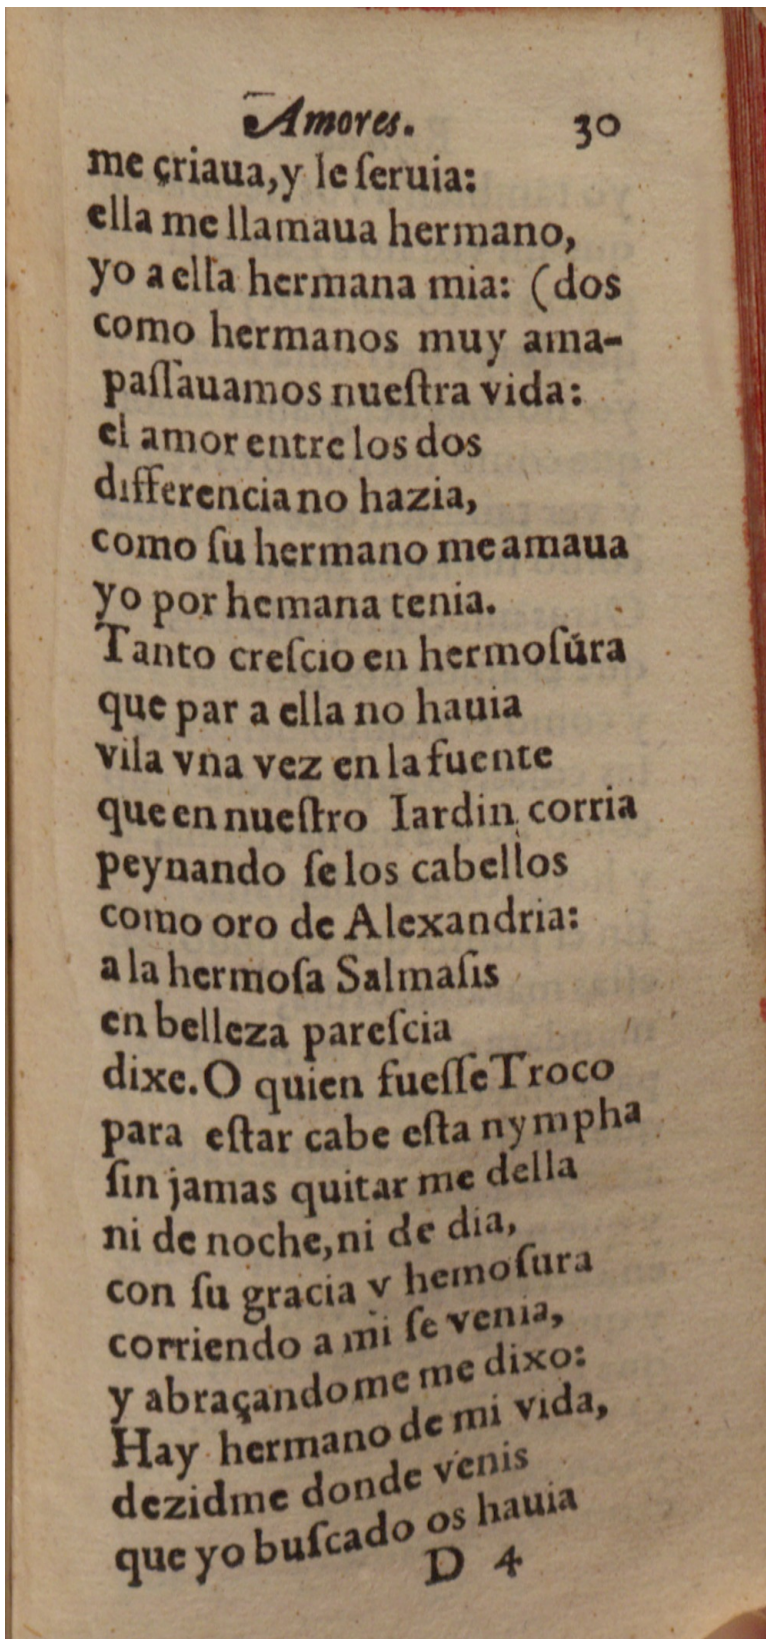 Amores. 30
me çriaua,y le ſeruia:
ella me llamaua hermano,
yo a ella hermana mia: (dos
como hermanos muy ama-
paſſauamos nueſtra vida:
el amor entre los dos
differencia no hazia,
como ſu hermano me amaua
yo por hemana tenia.
Tanto creſcio en hermoſúra
que par a ella no hauia
vila vna vez en la fuente
que en nueſtro Iardin corria
peynando ſe los cabellos
como oro de Alexandria:
a la hermoſa Salmaſis
en belleza pareſcia
dixe. O quien fueſſe Troco
para eſtar cabe eſta nympha
ſin jamas quitar me della
ni de noche,ni de dia,
con ſu gracia y hemoſura
corriendo a mi ſe venia,
y abraçandome me dixo:
Hay hermano de mi vida,
dezidme donde venis
que yo buſcado os hauia
D 4